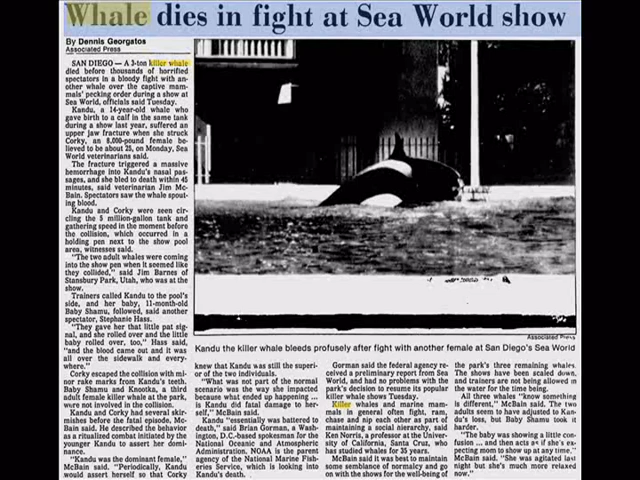 Whale dies in fight at Sea World show
By Dennis Georgatos
Associated Press
SAN DIEGO — A 3-ton killer whale
died before thousands of horrified
spectators in a bloody fight with an-
other whale over the captive mam-
mals' pecking order during a show at
Sea World, officials said Tuesday.
Kandu, a 14-year-old whale who
gave birth to a calf in the same tank
during a show last year, suffered an
upper jaw fracture when she struck
Corky, an 8,000-pound female be-
lieved to be about 25, on Monday, Sea
World veterinarians said.
The fracture triggered a massive
hemorrhage into Kandu's nasal pas-
sages, and she bled to death within 45
minutes, said veterinarian Jim Mc-
Bain. Spectators saw the whale spout-
ing blood.
Kandu and Corky were seen cir-
cling the 5 million-gallon tank and
gathering speed in the moment before
the collision, which occurred in a
holding pen next to the show pool
area, witnesses said.
"The two adult whales were coming
into the show pen when it seemed like
they collided," said Jim Barnes of
Stansbury Park, Utah, who was at the
show.
Trainers called Kandu to the pool's
side, and her baby, 11-month-old
Baby Shamu, followed, said another
spectator, Stephanie Hass.
"They gave her that little pat sig-
nal, and she rolled over and the little
baby rolled over, too," Hass said,
"and the blood came out and it was
all over the sidewalk and every-
where."
Corky escaped the collision with mi-
nor rake marks from Kandu's teeth.
Baby Shamu and Knootka, a third
adult female killer whale at the park,
were not involved in the collision.
Kandu and Corky had several skir-
mishes before the fatal episode, Mc-
Bain said. He described the behavior
as a ritualized combat initiated by the
younger Kandu to assert her domi-
nance.
"Kandu was the dominant female,"
McBain said. "Periodically, Kandu
would assert herself so that Corky
Associated Press
Kandu the killer whale bleeds profusely after fight with another female at San Diego's Sea World
knew that Kandu was still the superi-
or of the two individuals.
"What was not part of the normal
scenario was the way she impacted
because what ended up happening ...
is Kandu did fatal damage to her-
self," McBain said.
Kandu "essentially was battered to
death," said Brian Gorman, a Wash-
ington, D.C.-based spokesman for the
National Oceanic and Atmospheric
Administration. NOAA is the parent
agency of the National Marine Fish-
eries Service, which is looking into
Kandu's death.
Gorman said the federal agency re-
ceived a preliminary report from Sea
World, and had no problems with the
park's decision to resume its popular
killer whale shows Tuesday.
Killer whales and marine mam-
mals in general often fight, ram,
chase and nip each other as part of
maintaining a social hierarchy, said
Ken Norris, a professor at the Univer-
sity of California, Santa Cruz, who
has studied whales for 35 years.
McBain said it was best to maintain
some semblance of normalcy and go
on with the shows for the well-being of
the park's three remaining whales.
The shows have been scaled down,
and trainers are not being allowed in
the water for the time being.
All three whales "know something
is different," McBain said. The two
adults seem to have adjusted to Kan-
du's loss, but Baby Shamu took it
harder.
"The baby was showing a little con-
fusion ... and then acts as if she's ex-
pecting mom to show up at any time,"
McBain said. "She was agitated last
night but she's much more relaxed
now."